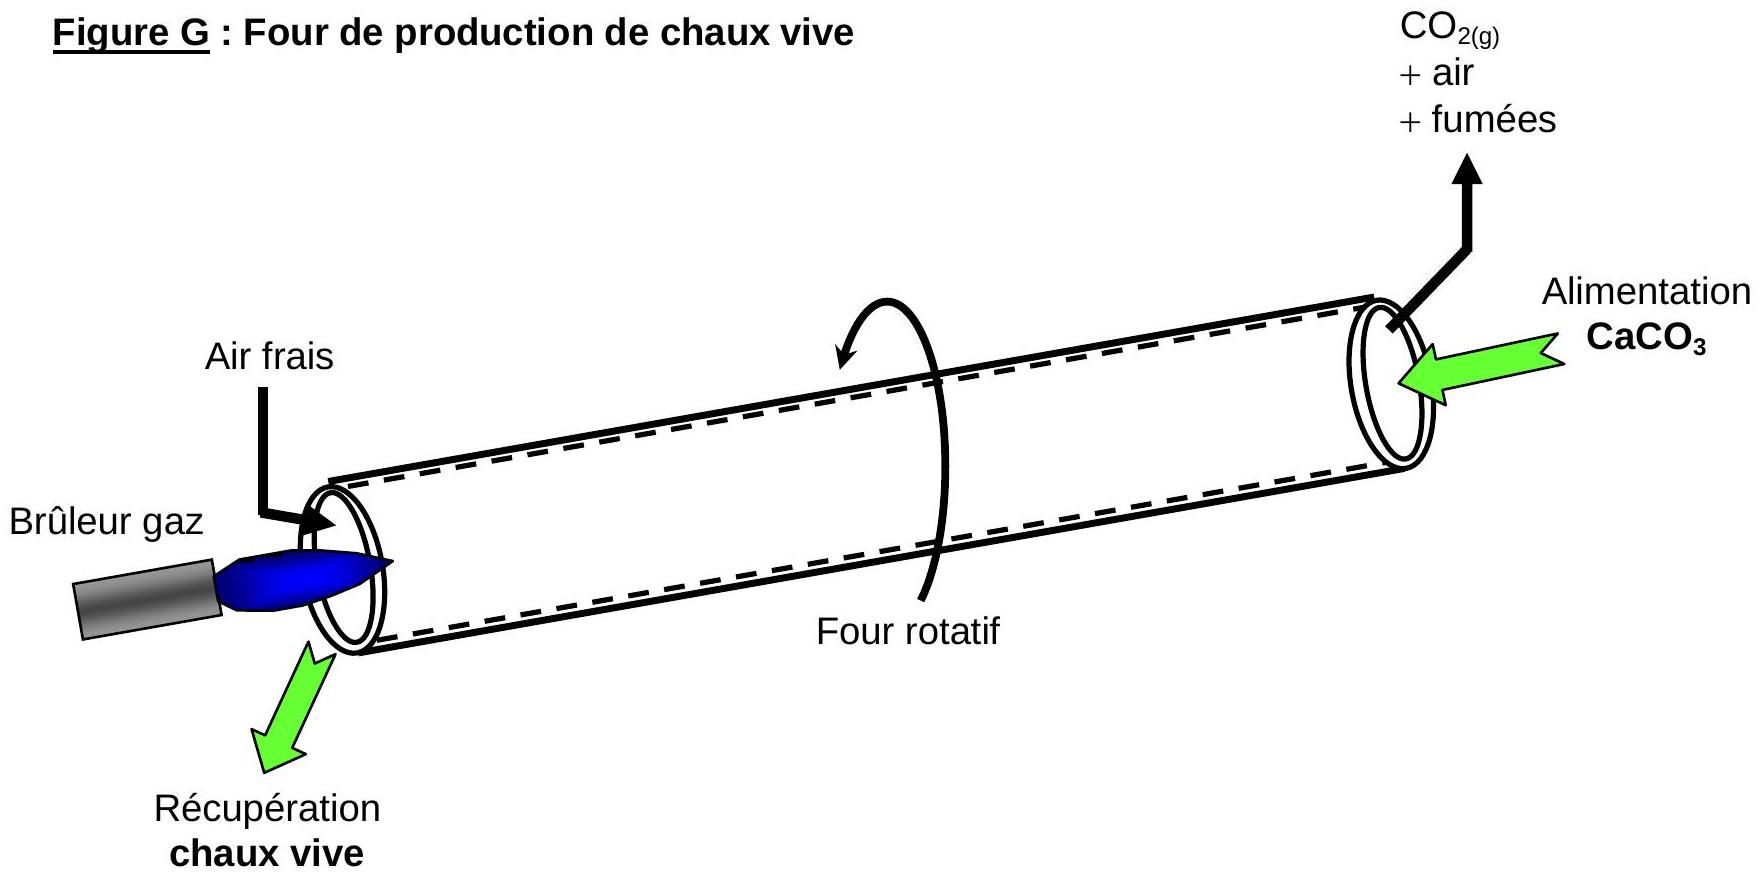 Figure G : Four de production de chaux vive
CO2(g)
+ air
+ fumées
Alimentation
CaCO3
Air frais
Brûleur gaz
Four rotatif
Récupération
chaux vive